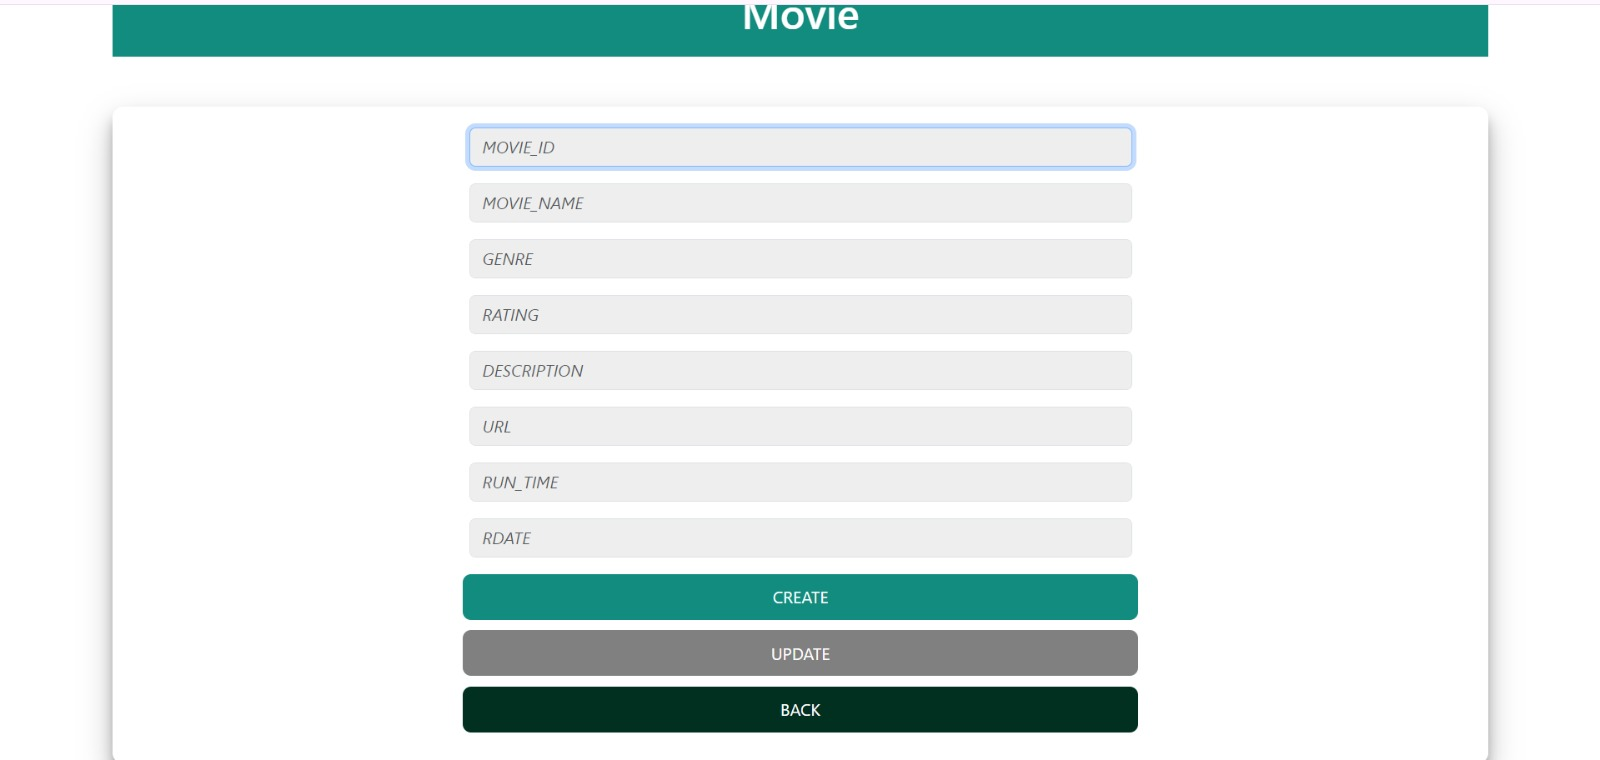 Movie
MOVIE_ID
MOVIE_NAME
GENRE
RATING
DESCRIPTION
URL
RUN_TIME
RDATE
CREATE
UPDATE
BACK